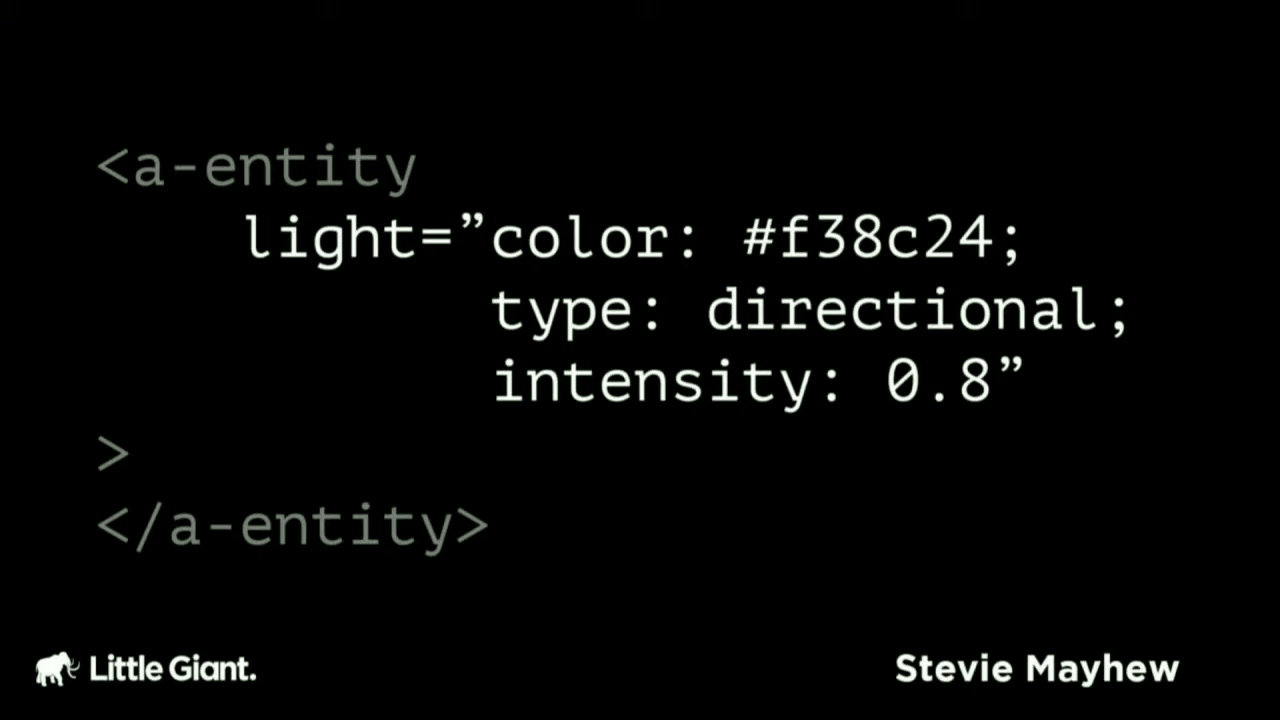 <a-entity
light=”color: #f38c24;
type: directional;
intensity: 0.8”
>
</a-entity>
Little Giant.
Stevie Mayhew